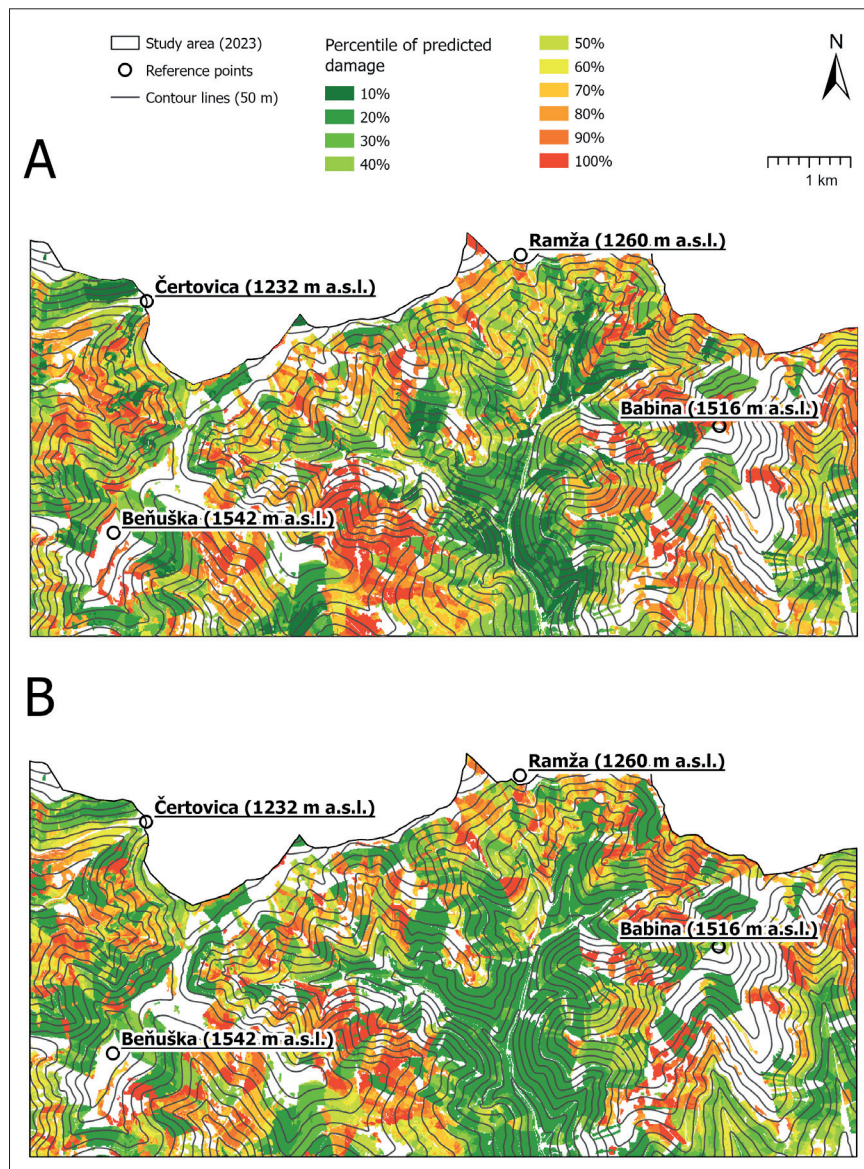 Study area (2023)
Reference points
Contour lines (50 m)
Percentile of predicted
damage
10%
20%
30%
40%
50%
60%
70%
80%
90%
100%
N
1 km
A
Ramža (1260 m a.s.l.)
Čertovica (1232 m a.s.l.)
Babina (1516 m a.s.l.)
Beňuška (1542 m a.s.l.)
B
Ramža (1260 m a.s.l.)
Čertovica (1232 m a.s.l.)
Babina (1516 m a.s.l.)
Beňuška (1542 m a.s.l.)